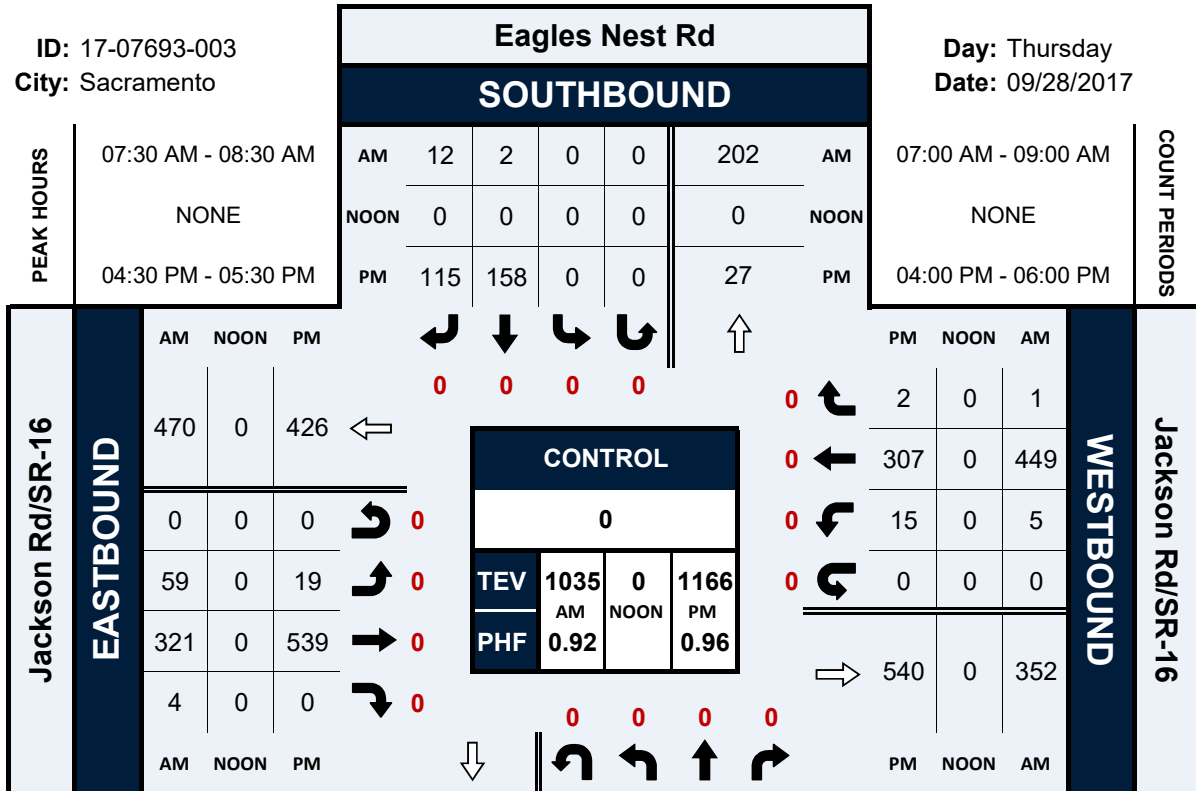 ID: 17-07693-003
City: Sacramento
Eagles Nest Rd
SOUTHBOUND
Day: Thursday
Date: 09/28/2017
PEAK HOURS
07:30 AM - 08:30 AM
NONE
04:30 PM - 05:30 PM
AM 12 2 0 0 202 AM
NOON 0 0 0 0 0 NOON
PM 115 158 0 0 27 PM
07:00 AM - 09:00 AM
NONE
04:00 PM - 06:00 PM
COUNT PERIODS
0 0 0 0
Jackson Rd/SR-16
EASTBOUND
AM NOON PM
470 0 426
0 0 0 0
59 0 19 0
321 0 539 0
4 0 0 0
AM NOON PM
CONTROL
0
TEV 1035 0 1166
AM NOON PM
PHF 0.92 0.96
PM NOON AM
0 2 0 1
0 307 0 449
0 15 0 5
0 0 0 0
540 0 352
PM NOON AM
WESTBOUND
Jackson Rd/SR-16
0 0 0 0